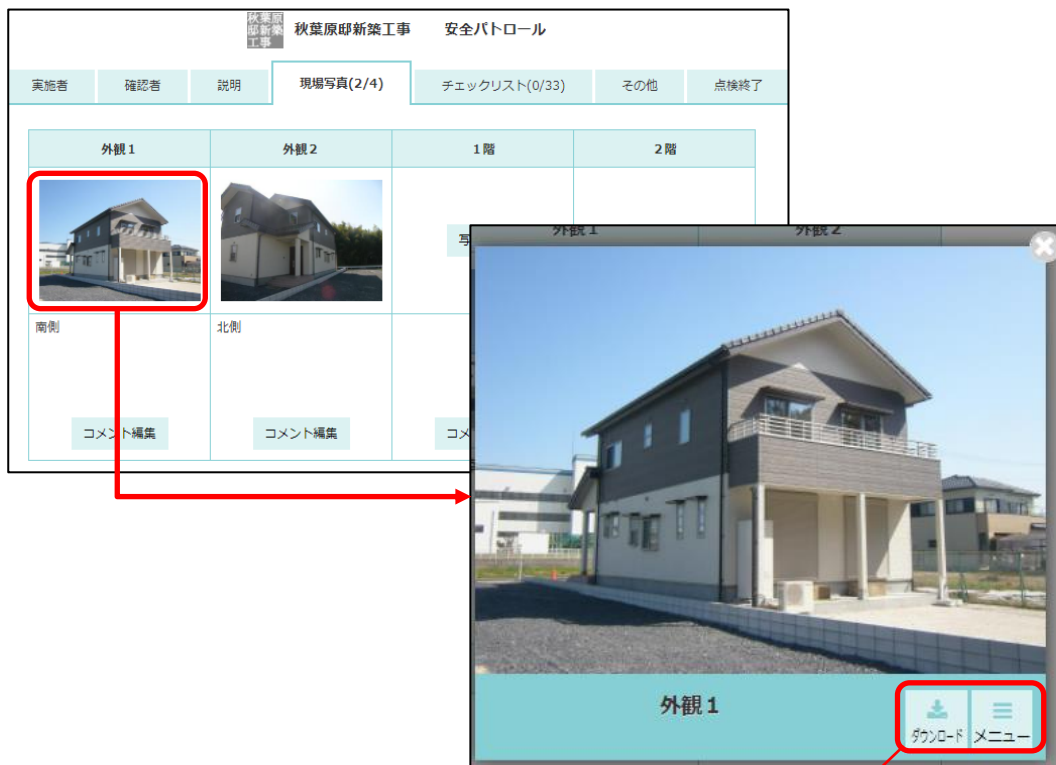 秋葉原邸新築工事
秋葉原邸新築工事 安全パトロール
実施者 確認者 説明 現場写真(2/4) チェックリスト(0/33) その他 点検終了
外観１ 外観２ １階 ２階
写
南側 北側
コメント編集 コメント編集 コメ
外観１ 外観２
外観１
ダウンロード メニュー